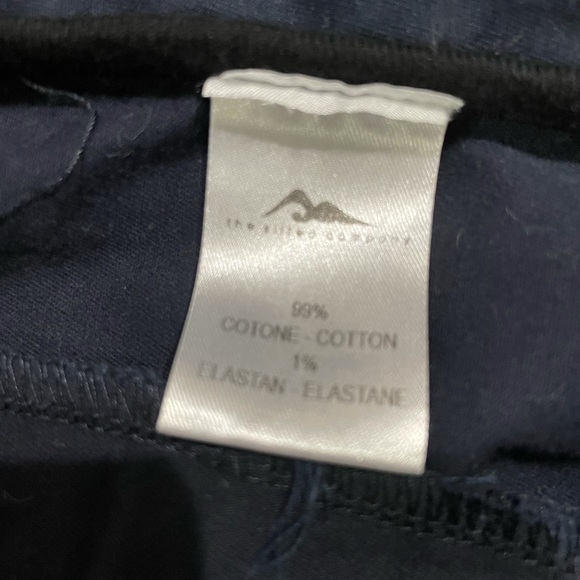 the silted company
99%
COTONE - COTTON
1%
ELASTAN - ELASTANE